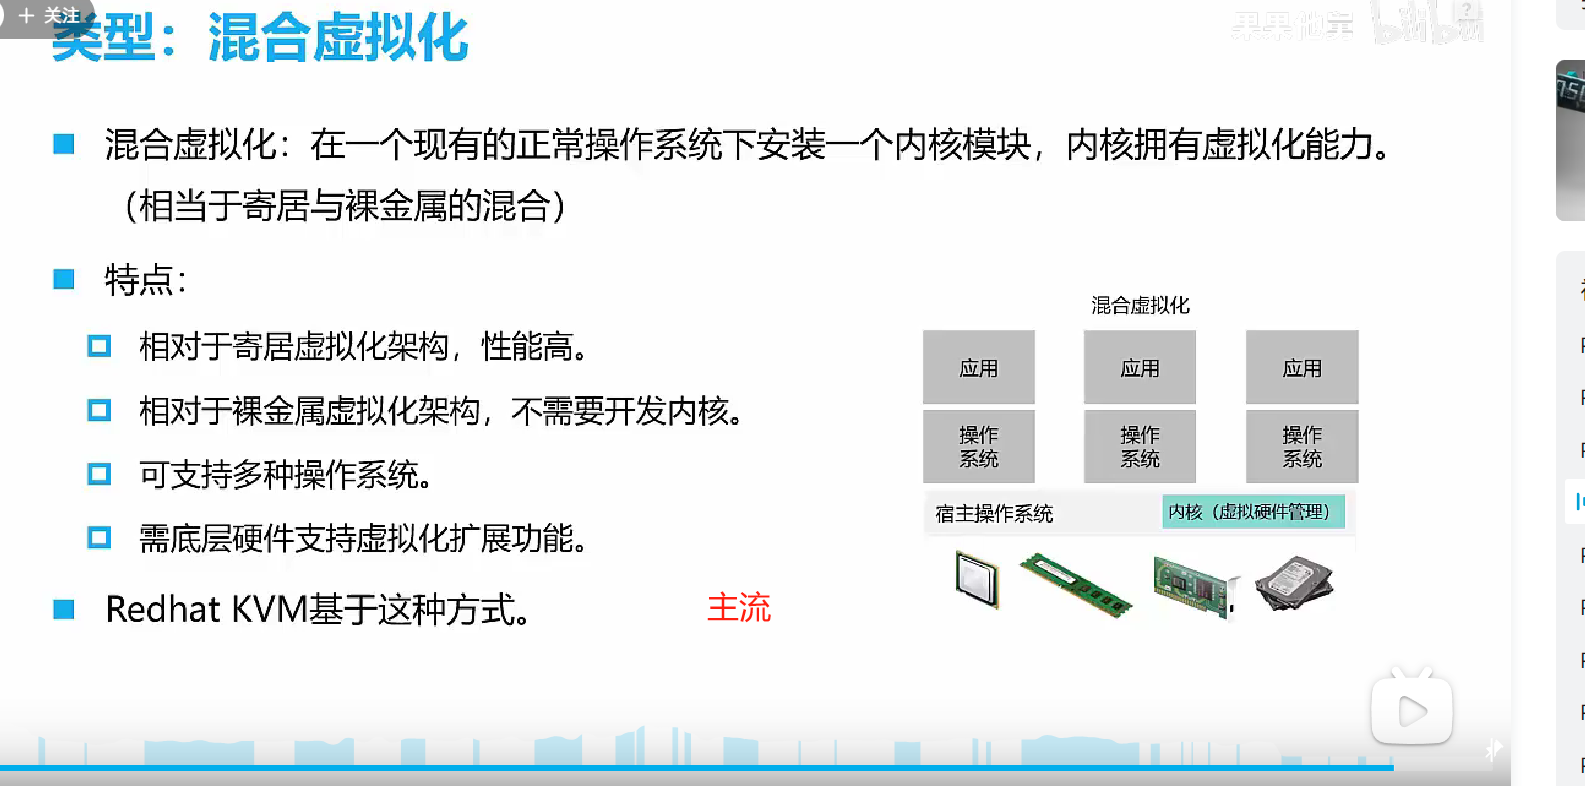 + 关注
类型：混合虚拟化
bilibili
混合虚拟化：在一个现有的正常操作系统下安装一个内核模块，内核拥有虚拟化能力。
（相当于寄居与裸金属的混合）
特点：
相对于寄居虚拟化架构，性能高。
相对于裸金属虚拟化架构，不需要开发内核。
可支持多种操作系统。
需底层硬件支持虚拟化扩展功能。
Redhat KVM基于这种方式。
主流
混合虚拟化
应用 应用 应用
操作 操作 操作
系统 系统 系统
宿主操作系统 内核（虚拟硬件管理）